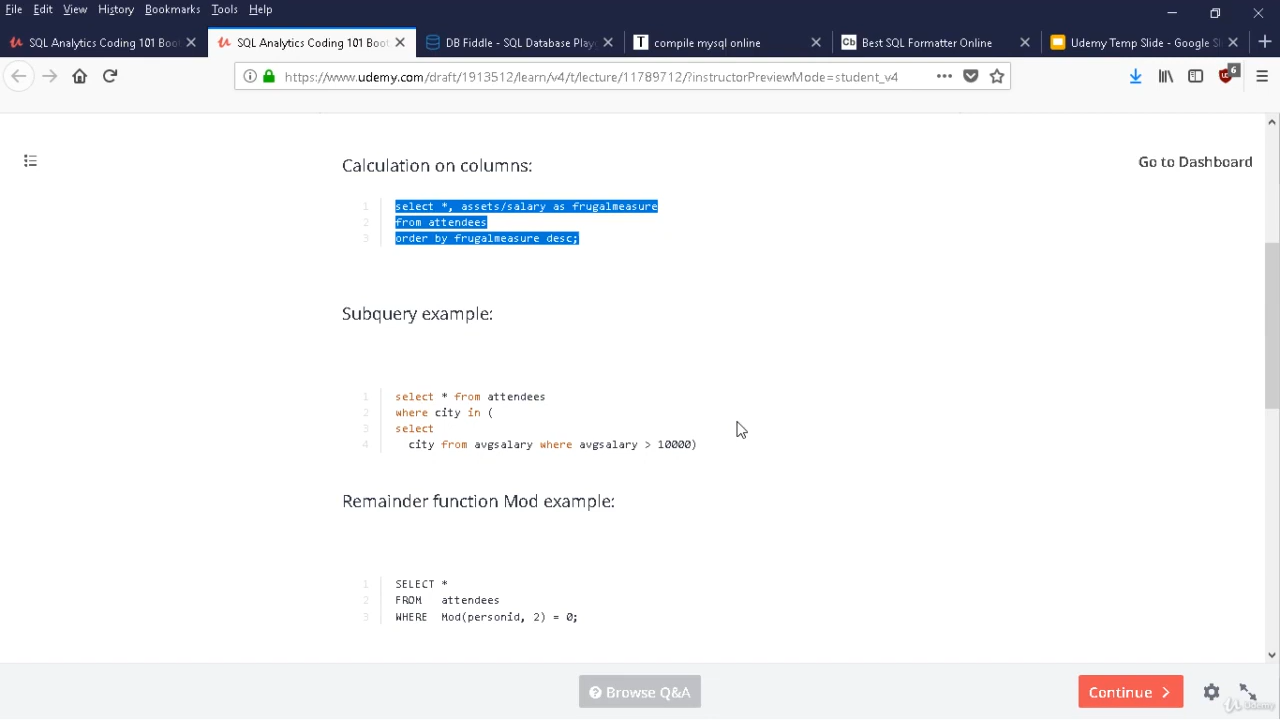 File Edit View History Bookmarks Tools Help
SQL Analytics Coding 101 Boot
SQL Analytics Coding 101 Boot
DB Fiddle - SQL Database Play
T compile mysql online
Cb Best SQL Formatter Online
Udemy Temp Slide - Google S
https://www.udemy.com/draft/1913512/learn/v4/t/lecture/11789712/?instructorPreviewMode=student_v4
6
Go to Dashboard
Calculation on columns:
1 select *, assets/salary as frugalmeasure
2 from attendees
3 order by frugalmeasure desc;
Subquery example:
1 select * from attendees
2 where city in (
3 select
4 city from avgsalary where avgsalary > 10000)
Remainder function Mod example:
1 SELECT *
2 FROM attendees
3 WHERE Mod(personid, 2) = 0;
Browse Q&A
Continue
Udemy